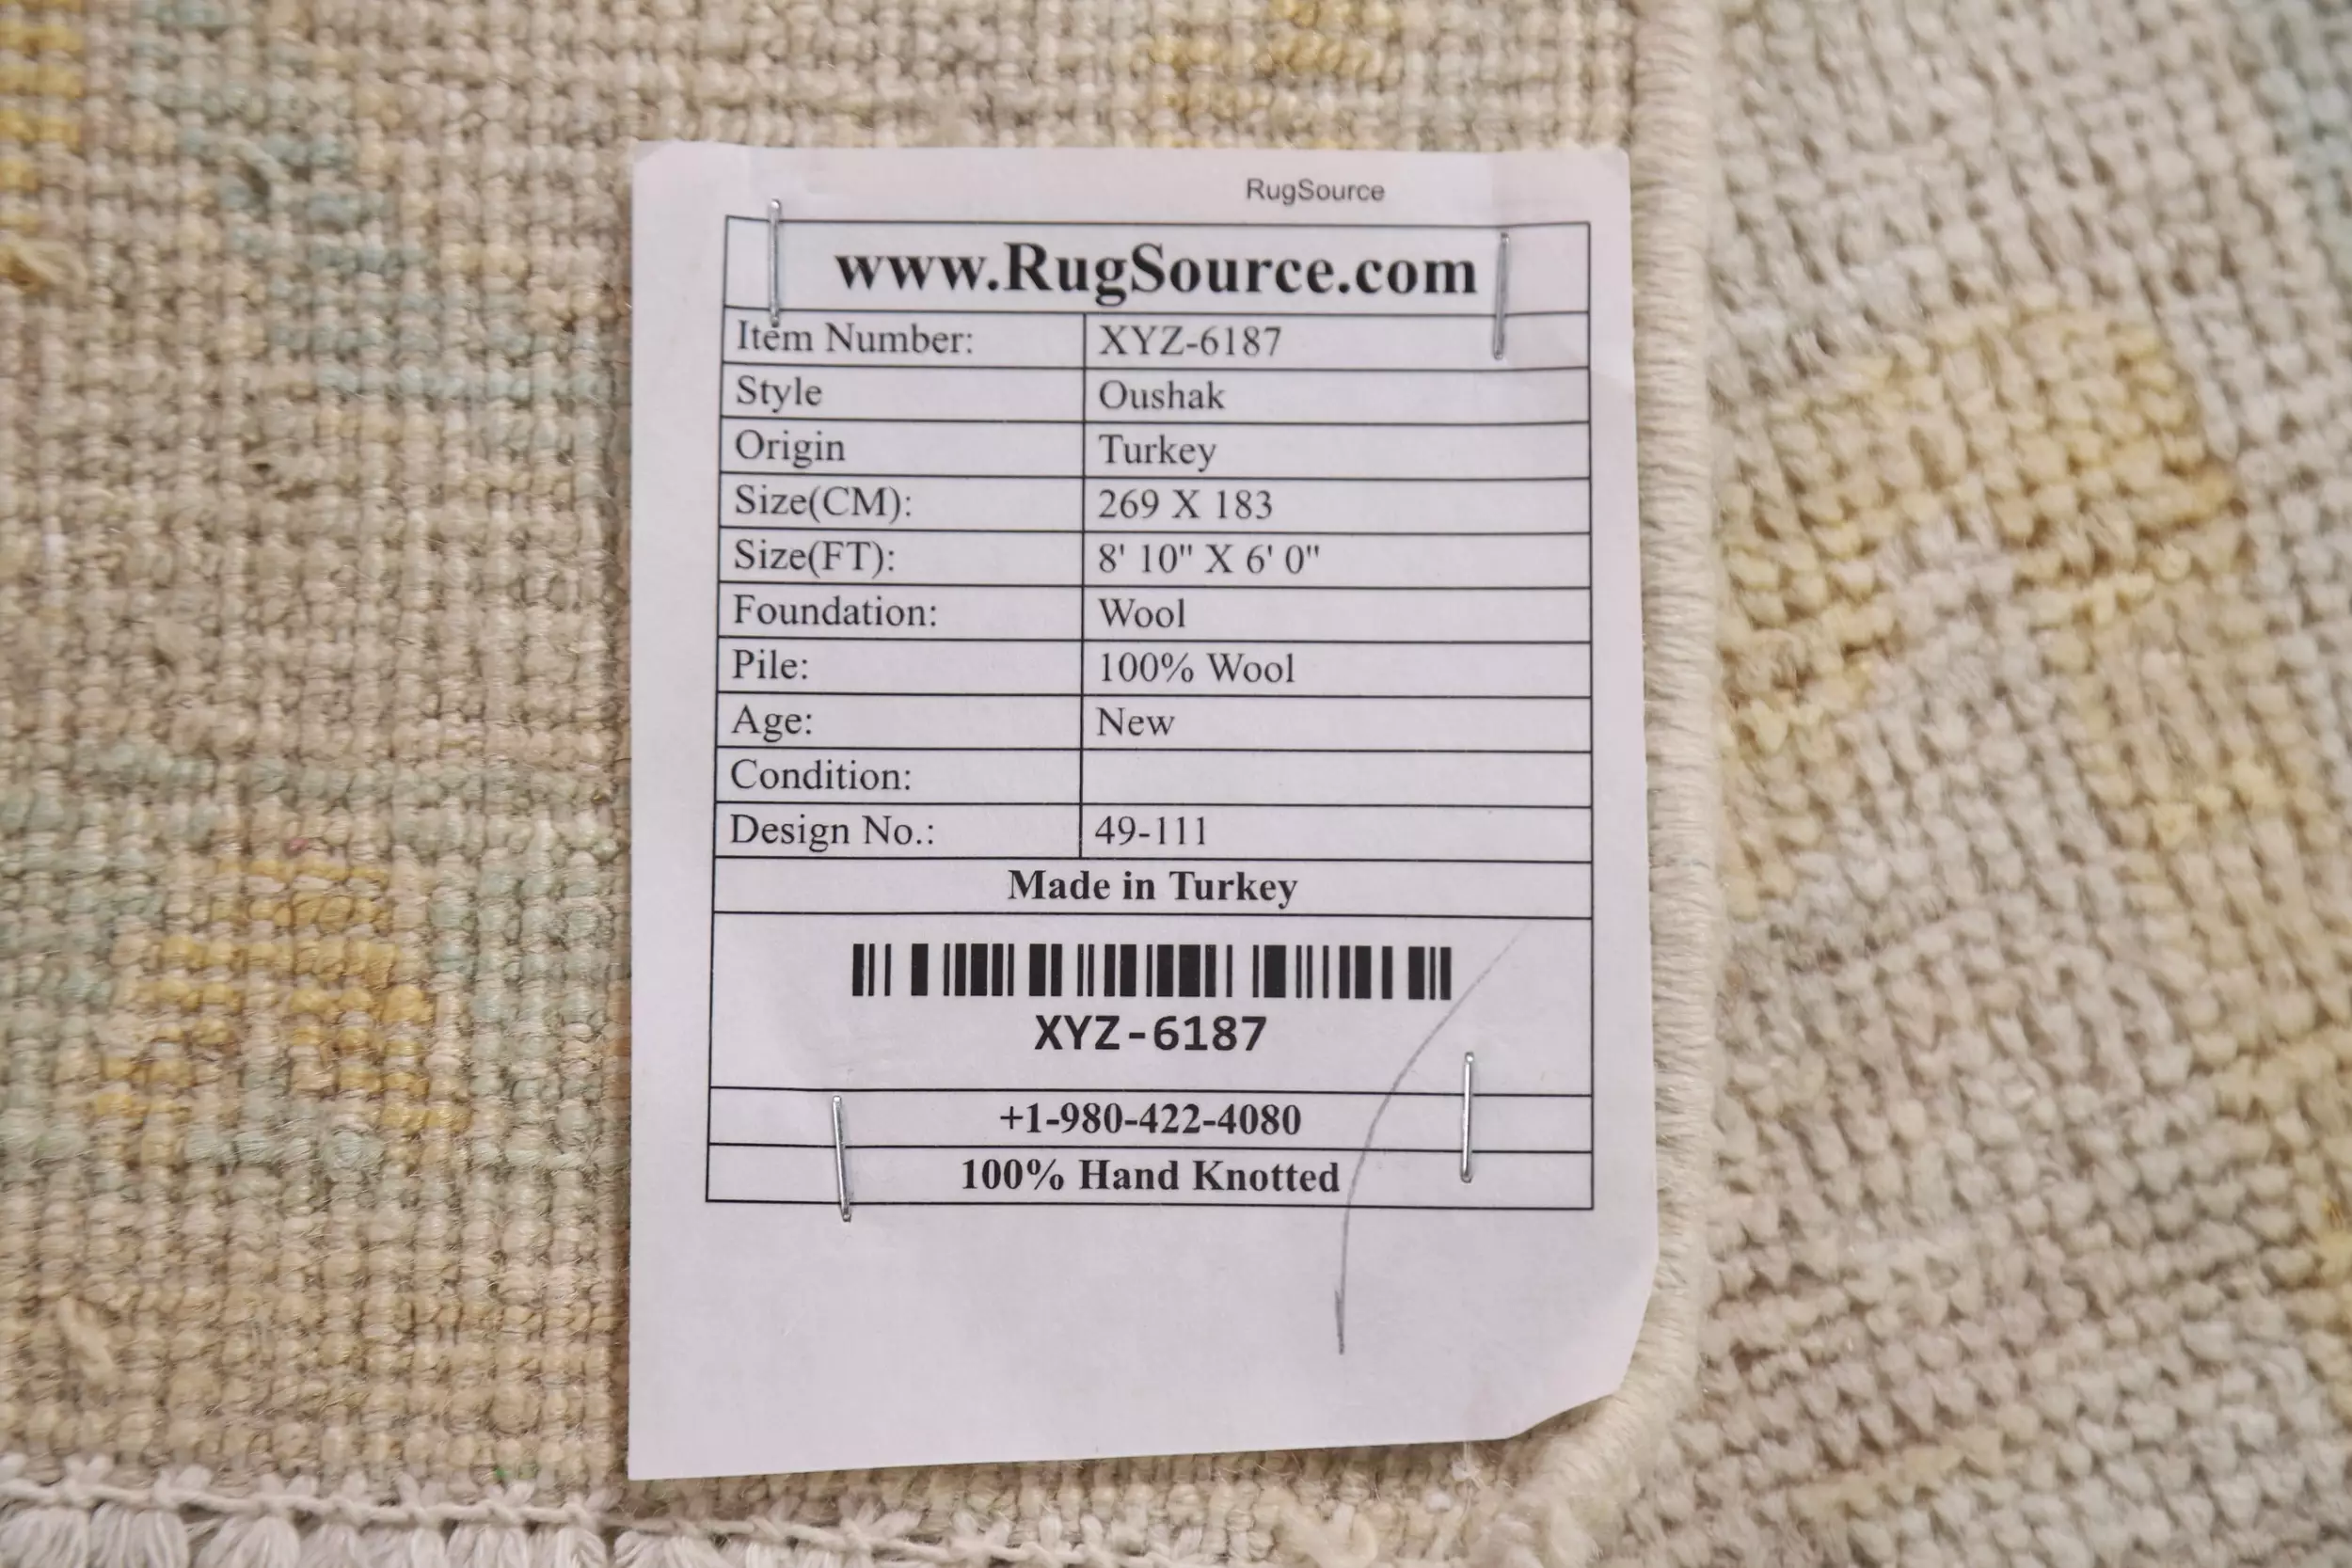 RugSource
www.RugSource.com
Item Number: XYZ-6187
Style Oushak
Origin Turkey
Size(CM): 269 X 183
Size(FT): 8' 10" X 6' 0"
Foundation: Wool
Pile: 100% Wool
Age: New
Condition:
Design No.: 49-111
Made in Turkey
XYZ-6187
+1-980-422-4080
100% Hand Knotted